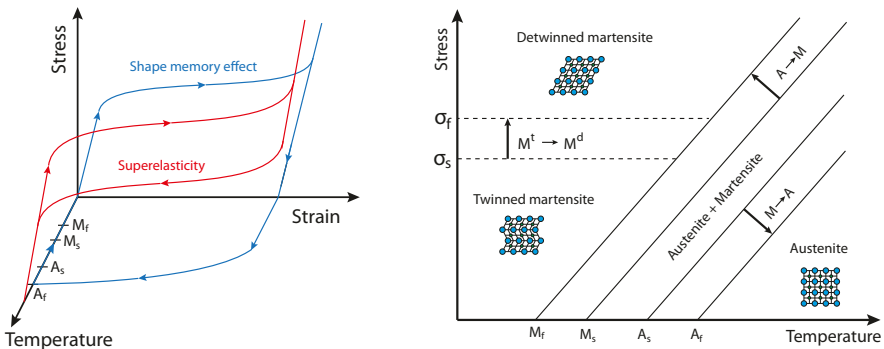 Stress
Shape memory effect
Superelasticity
Strain
Mf
Ms
As
Af
Temperature
Detwinned martensite
A→M
σf
Mt → Md
σs
Austenite + Martensite
Twinned martensite
M→A
Austenite
Mf
Ms
As
Af
Temperature